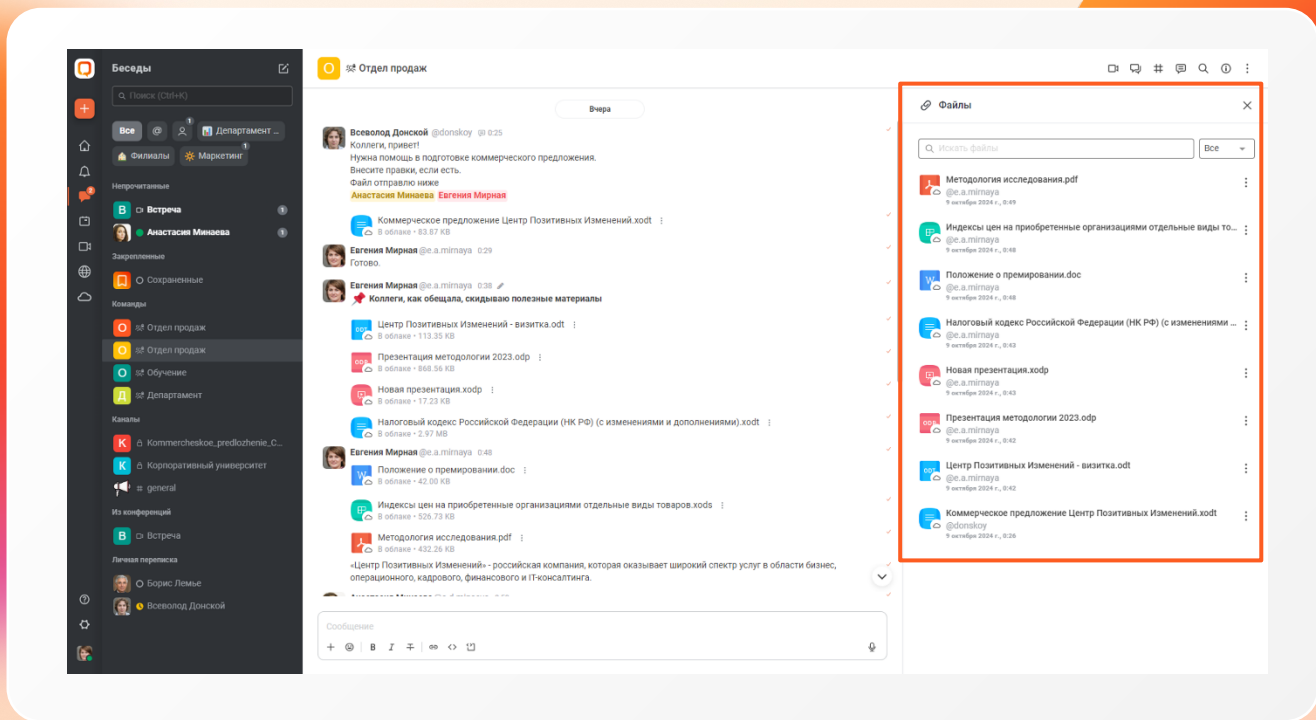 Беседы
Поиск (Ctrl+K)
Все @ 1 Департамент ...
Филиалы Маркетинг 1
Непрочитанные
2
В Встреча 1
Анастасия Минаева 1
Закрепленные
Сохраненные
Команды
О Отдел продаж
О Отдел продаж
О Обучение
Д Департамент
Каналы
K Kommercheskoe_predlozhenie_C...
К Корпоративный университет
# general
Из конференций
В Встреча
Личная переписка
Борис Лемье
Всеволод Донской
О Отдел продаж
Вчера
Всеволод Донской @donskoy 0:25
Коллеги, привет!
Нужна помощь в подготовке коммерческого предложения.
Внесите правки, если есть.
Файл отправлю ниже
Анастасия Минаева Евгения Мирная
Коммерческое предложение Центр Позитивных Изменений.xodt
В облаке • 83.87 KB
Евгения Мирная @e.a.mirnaya 0:29
Готово.
Евгения Мирная @e.a.mirnaya 0:38
Коллеги, как обещала, скидываю полезные материалы
ODT Центр Позитивных Изменений - визитка.odt
В облаке • 113.35 KB
ODP Презентация методологии 2023.odp
В облаке • 868.56 KB
Новая презентация.xodp
В облаке • 17.23 KB
Налоговый кодекс Российской Федерации (НК РФ) (с изменениями и дополнениями).xodt
В облаке • 2.97 MB
Евгения Мирная @e.a.mirnaya 0:48
W Положение о премировании.doc
В облаке • 42.00 KB
Индексы цен на приобретенные организациями отдельные виды товаров.xods
В облаке • 526.73 KB
Методология исследования.pdf
В облаке • 432.26 KB
«Центр Позитивных Изменений» - российская компания, которая оказывает широкий спектр услуг в области бизнес,
операционного, кадрового, финансового и IT-консалтинга.
Сообщение
B I T
Файлы
Искать файлы Все
Методология исследования.pdf
@e.a.mirnaya
9 октября 2024 г., 0:49
Индексы цен на приобретенные организациями отдельные виды то...
@e.a.mirnaya
9 октября 2024 г., 0:48
W Положение о премировании.doc
@e.a.mirnaya
9 октября 2024 г., 0:48
Налоговый кодекс Российской Федерации (НК РФ) (с изменениями ...
@e.a.mirnaya
9 октября 2024 г., 0:43
Новая презентация.xodp
@e.a.mirnaya
9 октября 2024 г., 0:43
ODP Презентация методологии 2023.odp
@e.a.mirnaya
9 октября 2024 г., 0:42
ODT Центр Позитивных Изменений - визитка.odt
@e.a.mirnaya
9 октября 2024 г., 0:42
Коммерческое предложение Центр Позитивных Изменений.xodt
@donskoy
9 октября 2024 г., 0:26